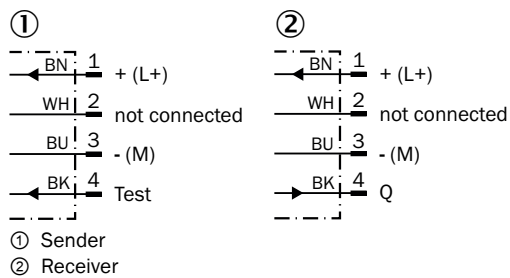 ① ②
BN 1 + (L+) BN 1 + (L+)
WH 2 not connected WH 2 not connected
BU 3 - (M) BU 3 - (M)
BK 4 Test BK 4 Q
① Sender
② Receiver